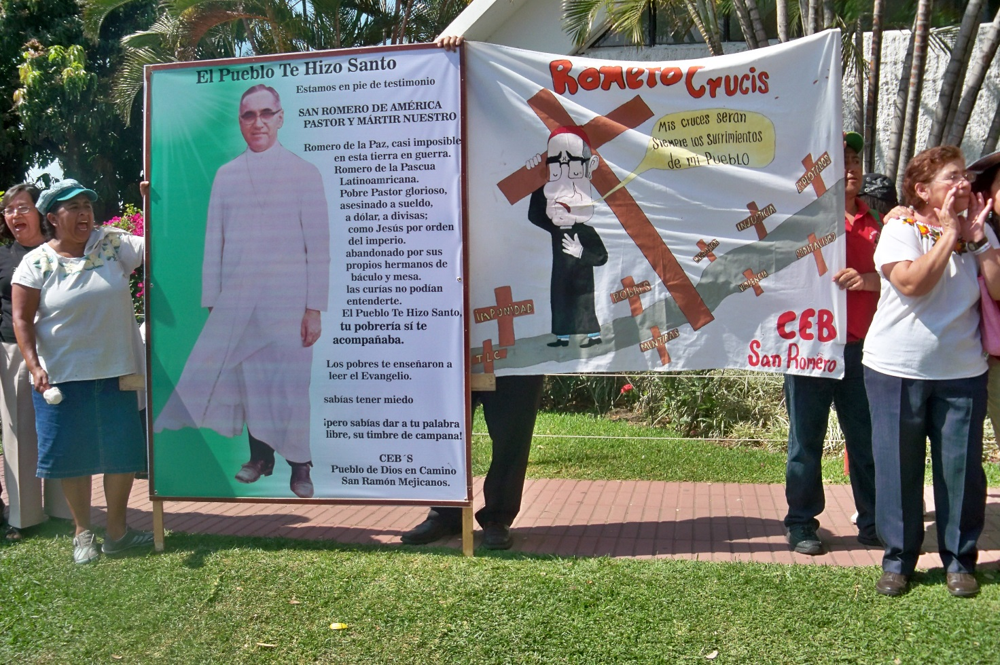 El Pueblo Te Hizo Santo
Estamos en pie de testimonio
SAN ROMERO DE AMÉRICA
PASTOR Y MÁRTIR NUESTRO
Romero de la Paz, casi imposible
en esta tierra en guerra.
Romero de la Pascua
Latinoamricana.
Pobre Pastor glorioso,
asesinado a sueldo,
a dólar, a divisas;
como Jesús por orden
del imperio.
abandonado por sus
propios hermanos de
báculo y mesa.
las curías no podían
entenderte.
El Pueblo Te Hizo Santo,
tu pobrería sí te
acompañaba.
Los pobres te enseñaron a
leer el Evangelio.
sabías tener miedo
¡pero sabías dar a tu palabra
libre, su timbre de campana!
CEB´S
Pueblo de Dios en Camino
San Ramón Mejicanos.
Romero Crucis
Mis cruces seran
Siempre los sufrimientos
de mi Pueblo
EXPLOTADOS
INJUSTICIA
CAPITALISMO
VIOLENCIA
POBRES
IMPUNIDAD
MENTIRAS
TLC
CEB
San Romero